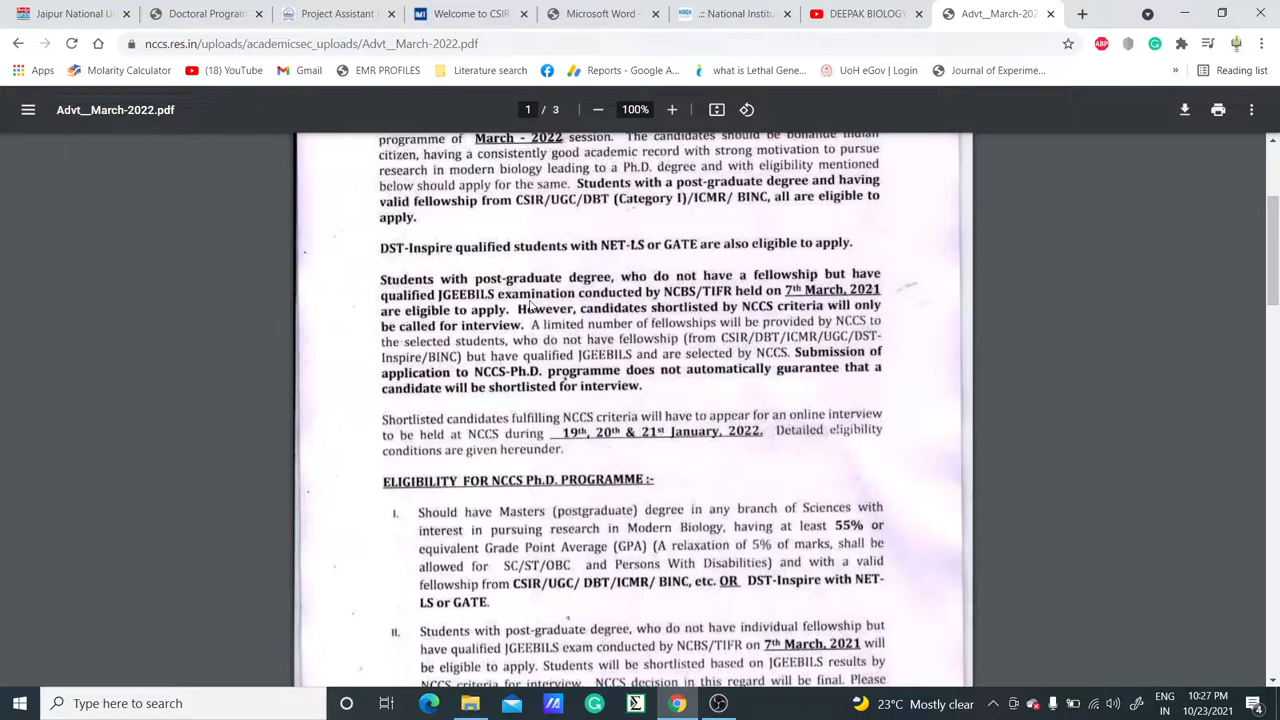 Jaipur National U
Doctoral Program
Project Assistant
IMT
Welcome to CSIR
Microsoft Word –
.:: National Instit
DEEPAK BIOLOGY
Advt__March-202
nccs.res.in/uploads/academicsec_uploads/Advt__March-2022.pdf
ABP
Apps
Molarity Calculator
(18) YouTube
Gmail
EMR PROFILES
Literature search
Reports - Google A...
what is Lethal Gene...
UoH eGov | Login
Journal of Experime...
»
Reading list
Advt__March-2022.pdf
1 / 3
100%
programme of March - 2022 session. The candidates should be bonafide Indian
citizen, having a consistently good academic record with strong motivation to pursue
research in modern biology leading to a Ph.D. degree and with eligibility mentioned
below should apply for the same. Students with a post-graduate degree and having
valid fellowship from CSIR/UGC/DBT (Category I)/ICMR/ BINC, all are eligible to
apply.
DST-Inspire qualified students with NET-LS or GATE are also eligible to apply.
Students with post-graduate degree, who do not have a fellowship but have
qualified JGEEBILS examination conducted by NCBS/TIFR held on 7th March, 2021
are eligible to apply. However, candidates shortlisted by NCCS criteria will only
be called for interview. A limited number of fellowships will be provided by NCCS to
the selected students, who do not have fellowship (from CSIR/DBT/ICMR/UGC/DST-
Inspire/BINC) but have qualified JGEEBILS and are selected by NCCS. Submission of
application to NCCS-Ph.D. programme does not automatically guarantee that a
candidate will be shortlisted for interview.
Shortlisted candidates fulfilling NCCS criteria will have to appear for an online interview
to be held at NCCS during 19th, 20th & 21st January, 2022. Detailed eligibility
conditions are given hereunder.
ELIGIBILITY FOR NCCS Ph.D. PROGRAMME :-
I. Should have Masters (postgraduate) degree in any branch of Sciences with
interest in pursuing research in Modern Biology, having at least 55% or
equivalent Grade Point Average (GPA) (A relaxation of 5% of marks, shall be
allowed for SC/ST/OBC and Persons With Disabilities) and with a valid
fellowship from CSIR/UGC/ DBT/ICMR/ BINC, etc. OR DST-Inspire with NET-
LS or GATE.
II. Students with post-graduate degree, who do not have individual fellowship but
have qualified JGEEBILS exam conducted by NCBS/TIFR on 7th March, 2021 will
be eligible to apply. Students will be shortlisted based on JGEEBILS results by
NCCS criteria for interview. NCCS decision in this regard will be final. Please
Type here to search
23°C Mostly clear
ENG
IN
10:27 PM
10/23/2021
4